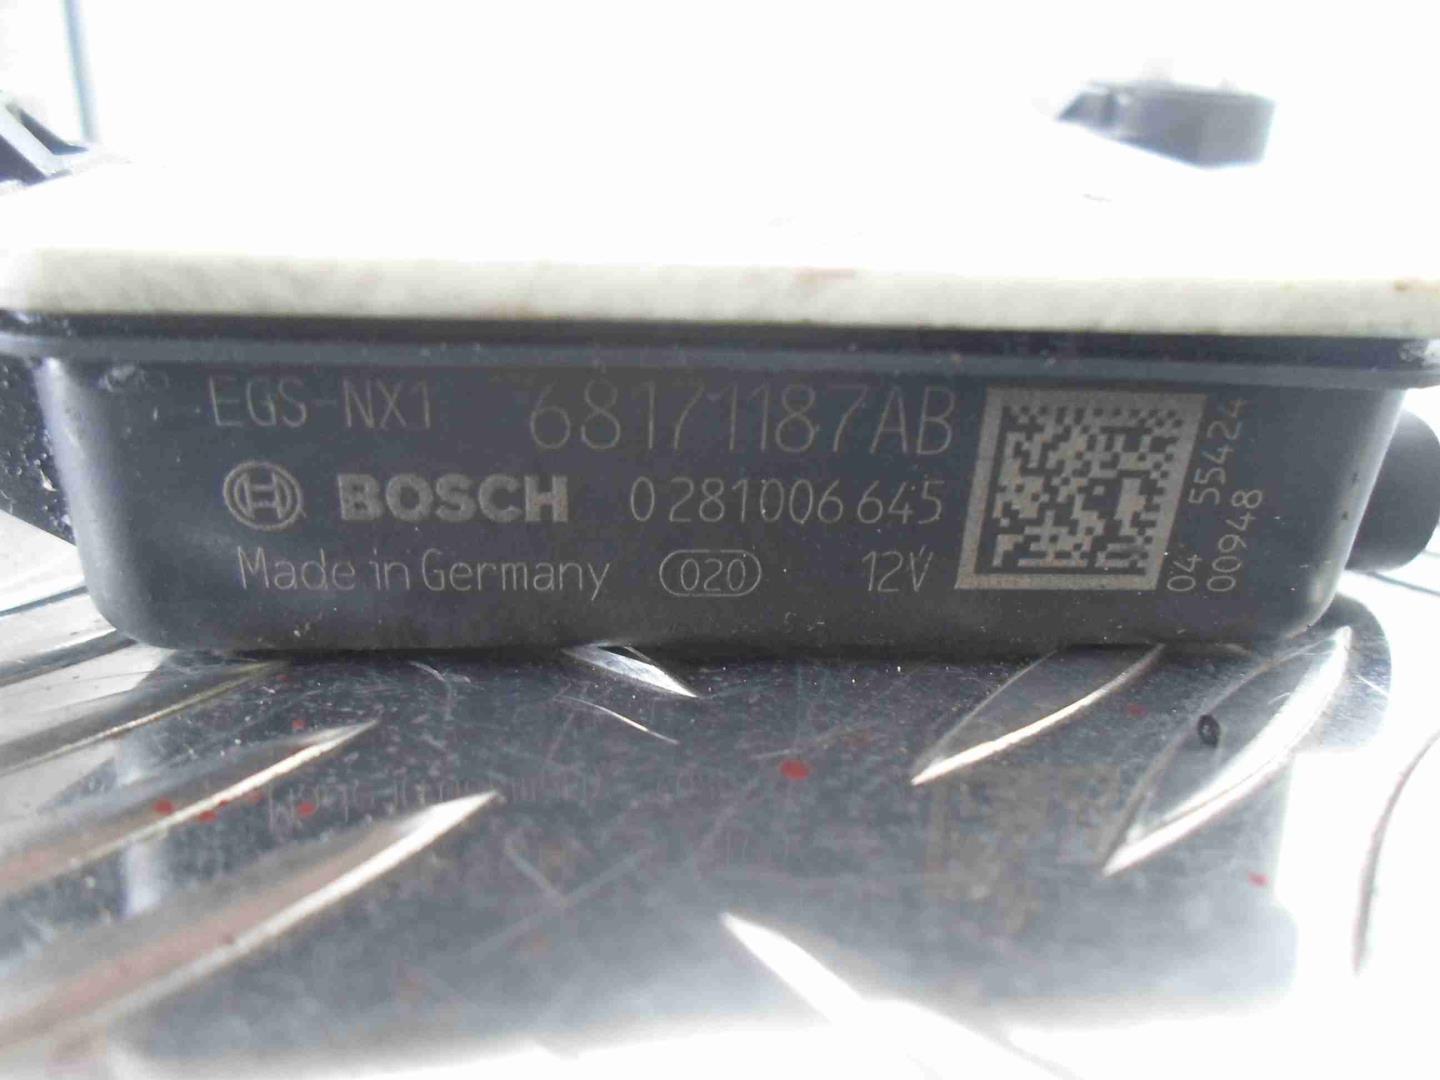 EGS-NX1 68171187AB
BOSCH 0 281 006 645
Made in Germany 020 12V
04 55424
00948